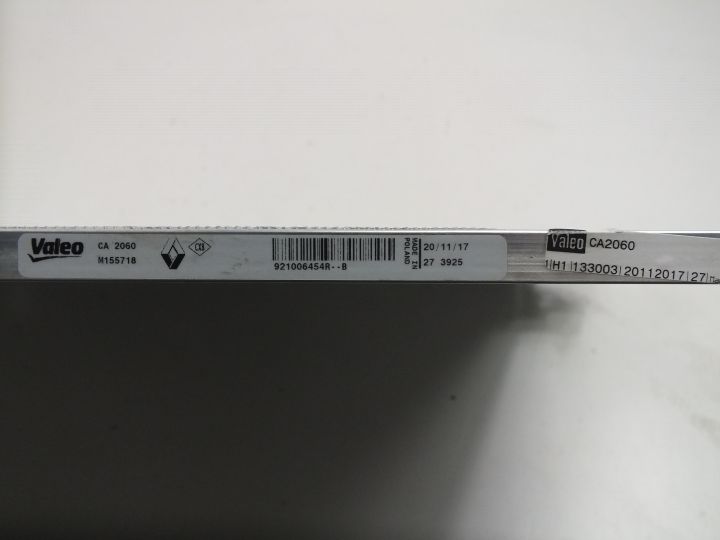 Valeo
CA 2060
M155718
921006454R--B
MADE IN
POLAND
20/11/17
27 3925
Valeo CA2060
1|H1|133003|20112017|27|